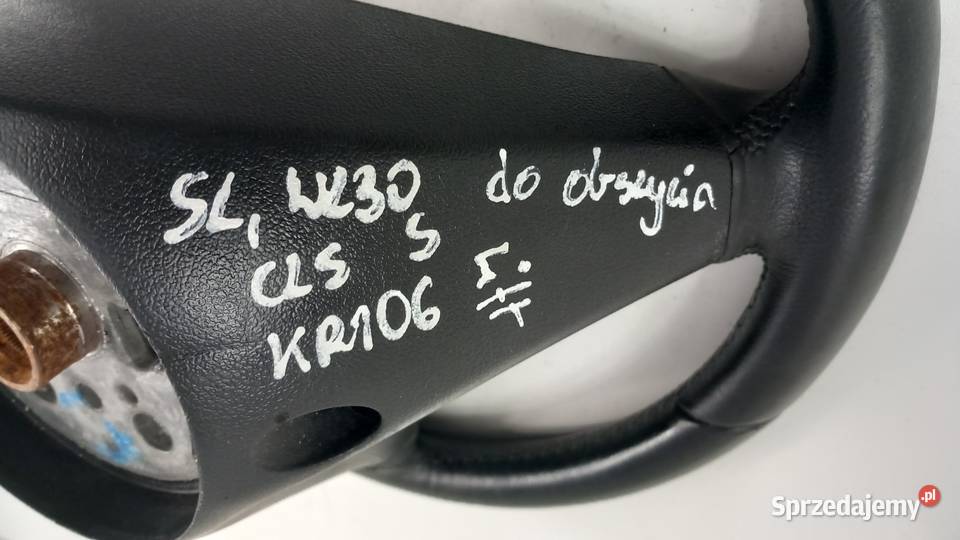 SL, W230 do obszycia
CLS S
KR106
Sprzedajemy.pl